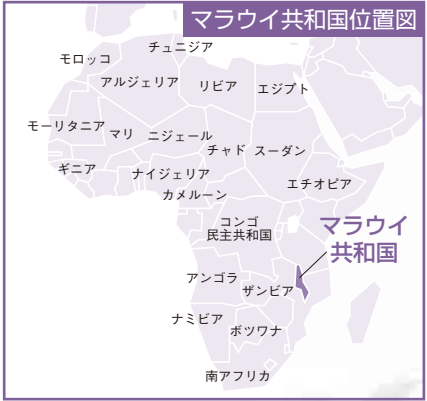 マラウイ共和国位置図
チュニジア
モロッコ
アルジェリア
リビア
エジプト
モーリタニア
マリ
ニジェール
チャド
スーダン
ギニア
ナイジェリア
エチオピア
カメルーン
コンゴ
民主共和国
マラウイ
共和国
アンゴラ
ザンビア
ナミビア
ボツワナ
南アフリカ